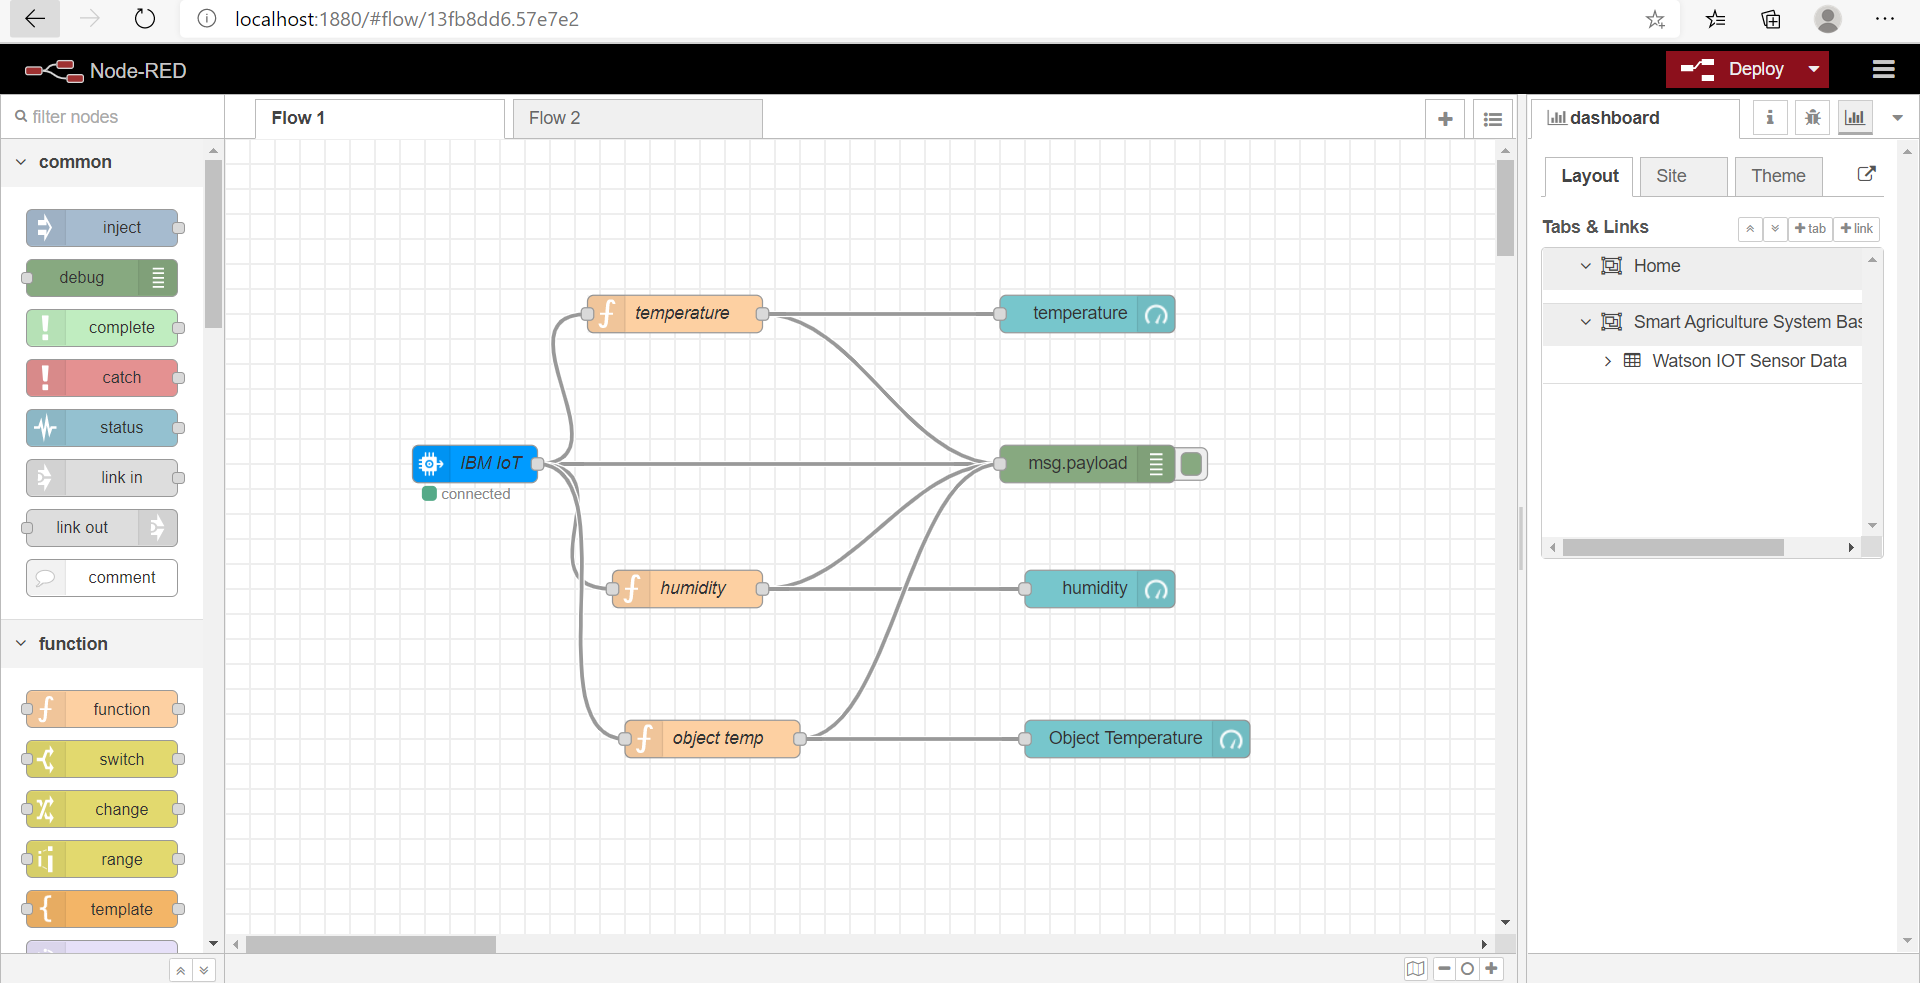 localhost:1880/#flow/13fb8dd6.57e7e2
Node-RED
Deploy
filter nodes
Flow 1
Flow 2
dashboard
common
Layout
Site
Theme
inject
debug
complete
catch
status
link in
link out
comment
function
function
switch
change
range
template
temperature
temperature
IBM IoT
connected
msg.payload
humidity
humidity
object temp
Object Temperature
Tabs & Links
tab
link
Home
Smart Agriculture System Bas
Watson IOT Sensor Data